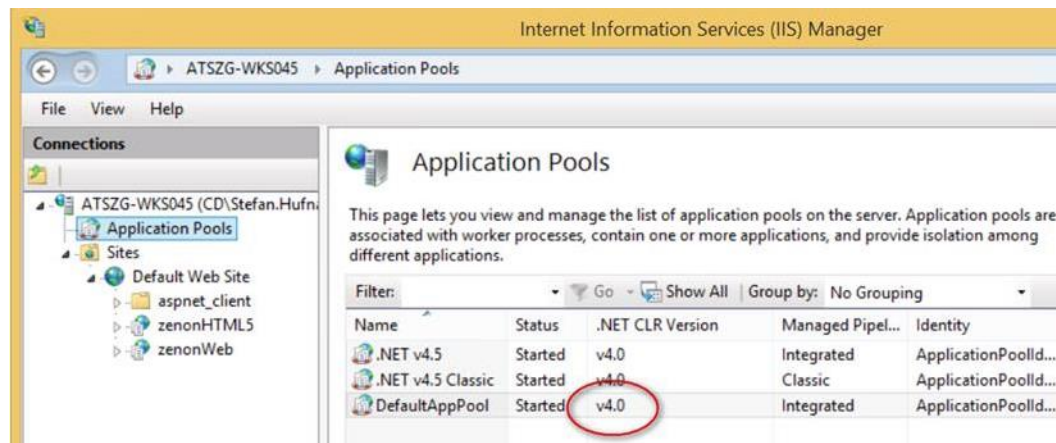 Internet Information Services (IIS) Manager
ATSZG-WKS045 Application Pools
File View Help
Connections
ATSZG-WKS045 (CD\Stefan.Hufn
Application Pools
Sites
Default Web Site
aspnet_client
zenonHTML5
zenonWeb
Application Pools
This page lets you view and manage the list of application pools on the server. Application pools are
associated with worker processes, contain one or more applications, and provide isolation among
different applications.
Filter: Go Show All Group by: No Grouping
Name Status .NET CLR Version Managed Pipel... Identity
.NET v4.5 Started v4.0 Integrated ApplicationPoolId...
.NET v4.5 Classic Started v4.0 Classic ApplicationPoolId...
DefaultAppPool Started v4.0 Integrated ApplicationPoolId...